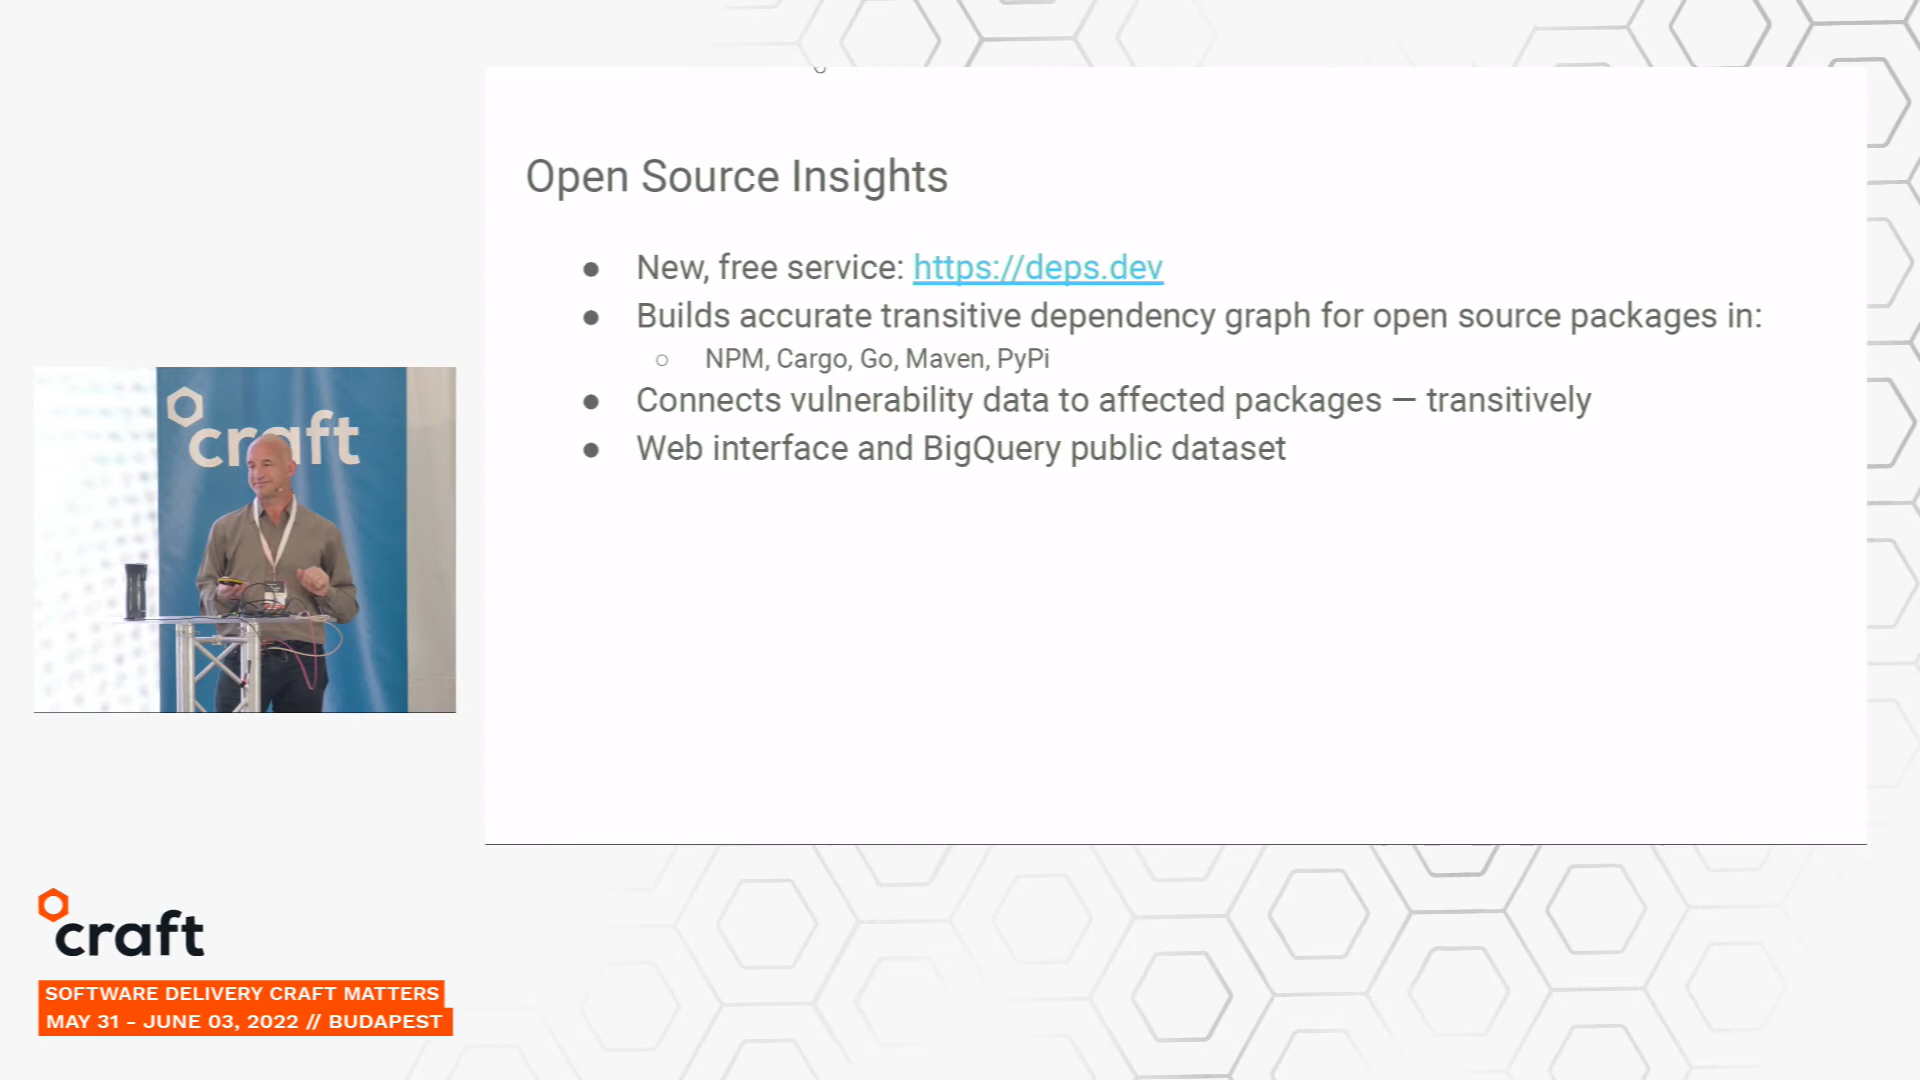 Open Source Insights
● New, free service: https://deps.dev
● Builds accurate transitive dependency graph for open source packages in:
○ NPM, Cargo, Go, Maven, PyPi
● Connects vulnerability data to affected packages — transitively
● Web interface and BigQuery public dataset
craft
craft
SOFTWARE DELIVERY CRAFT MATTERS
MAY 31 - JUNE 03, 2022 // BUDAPEST